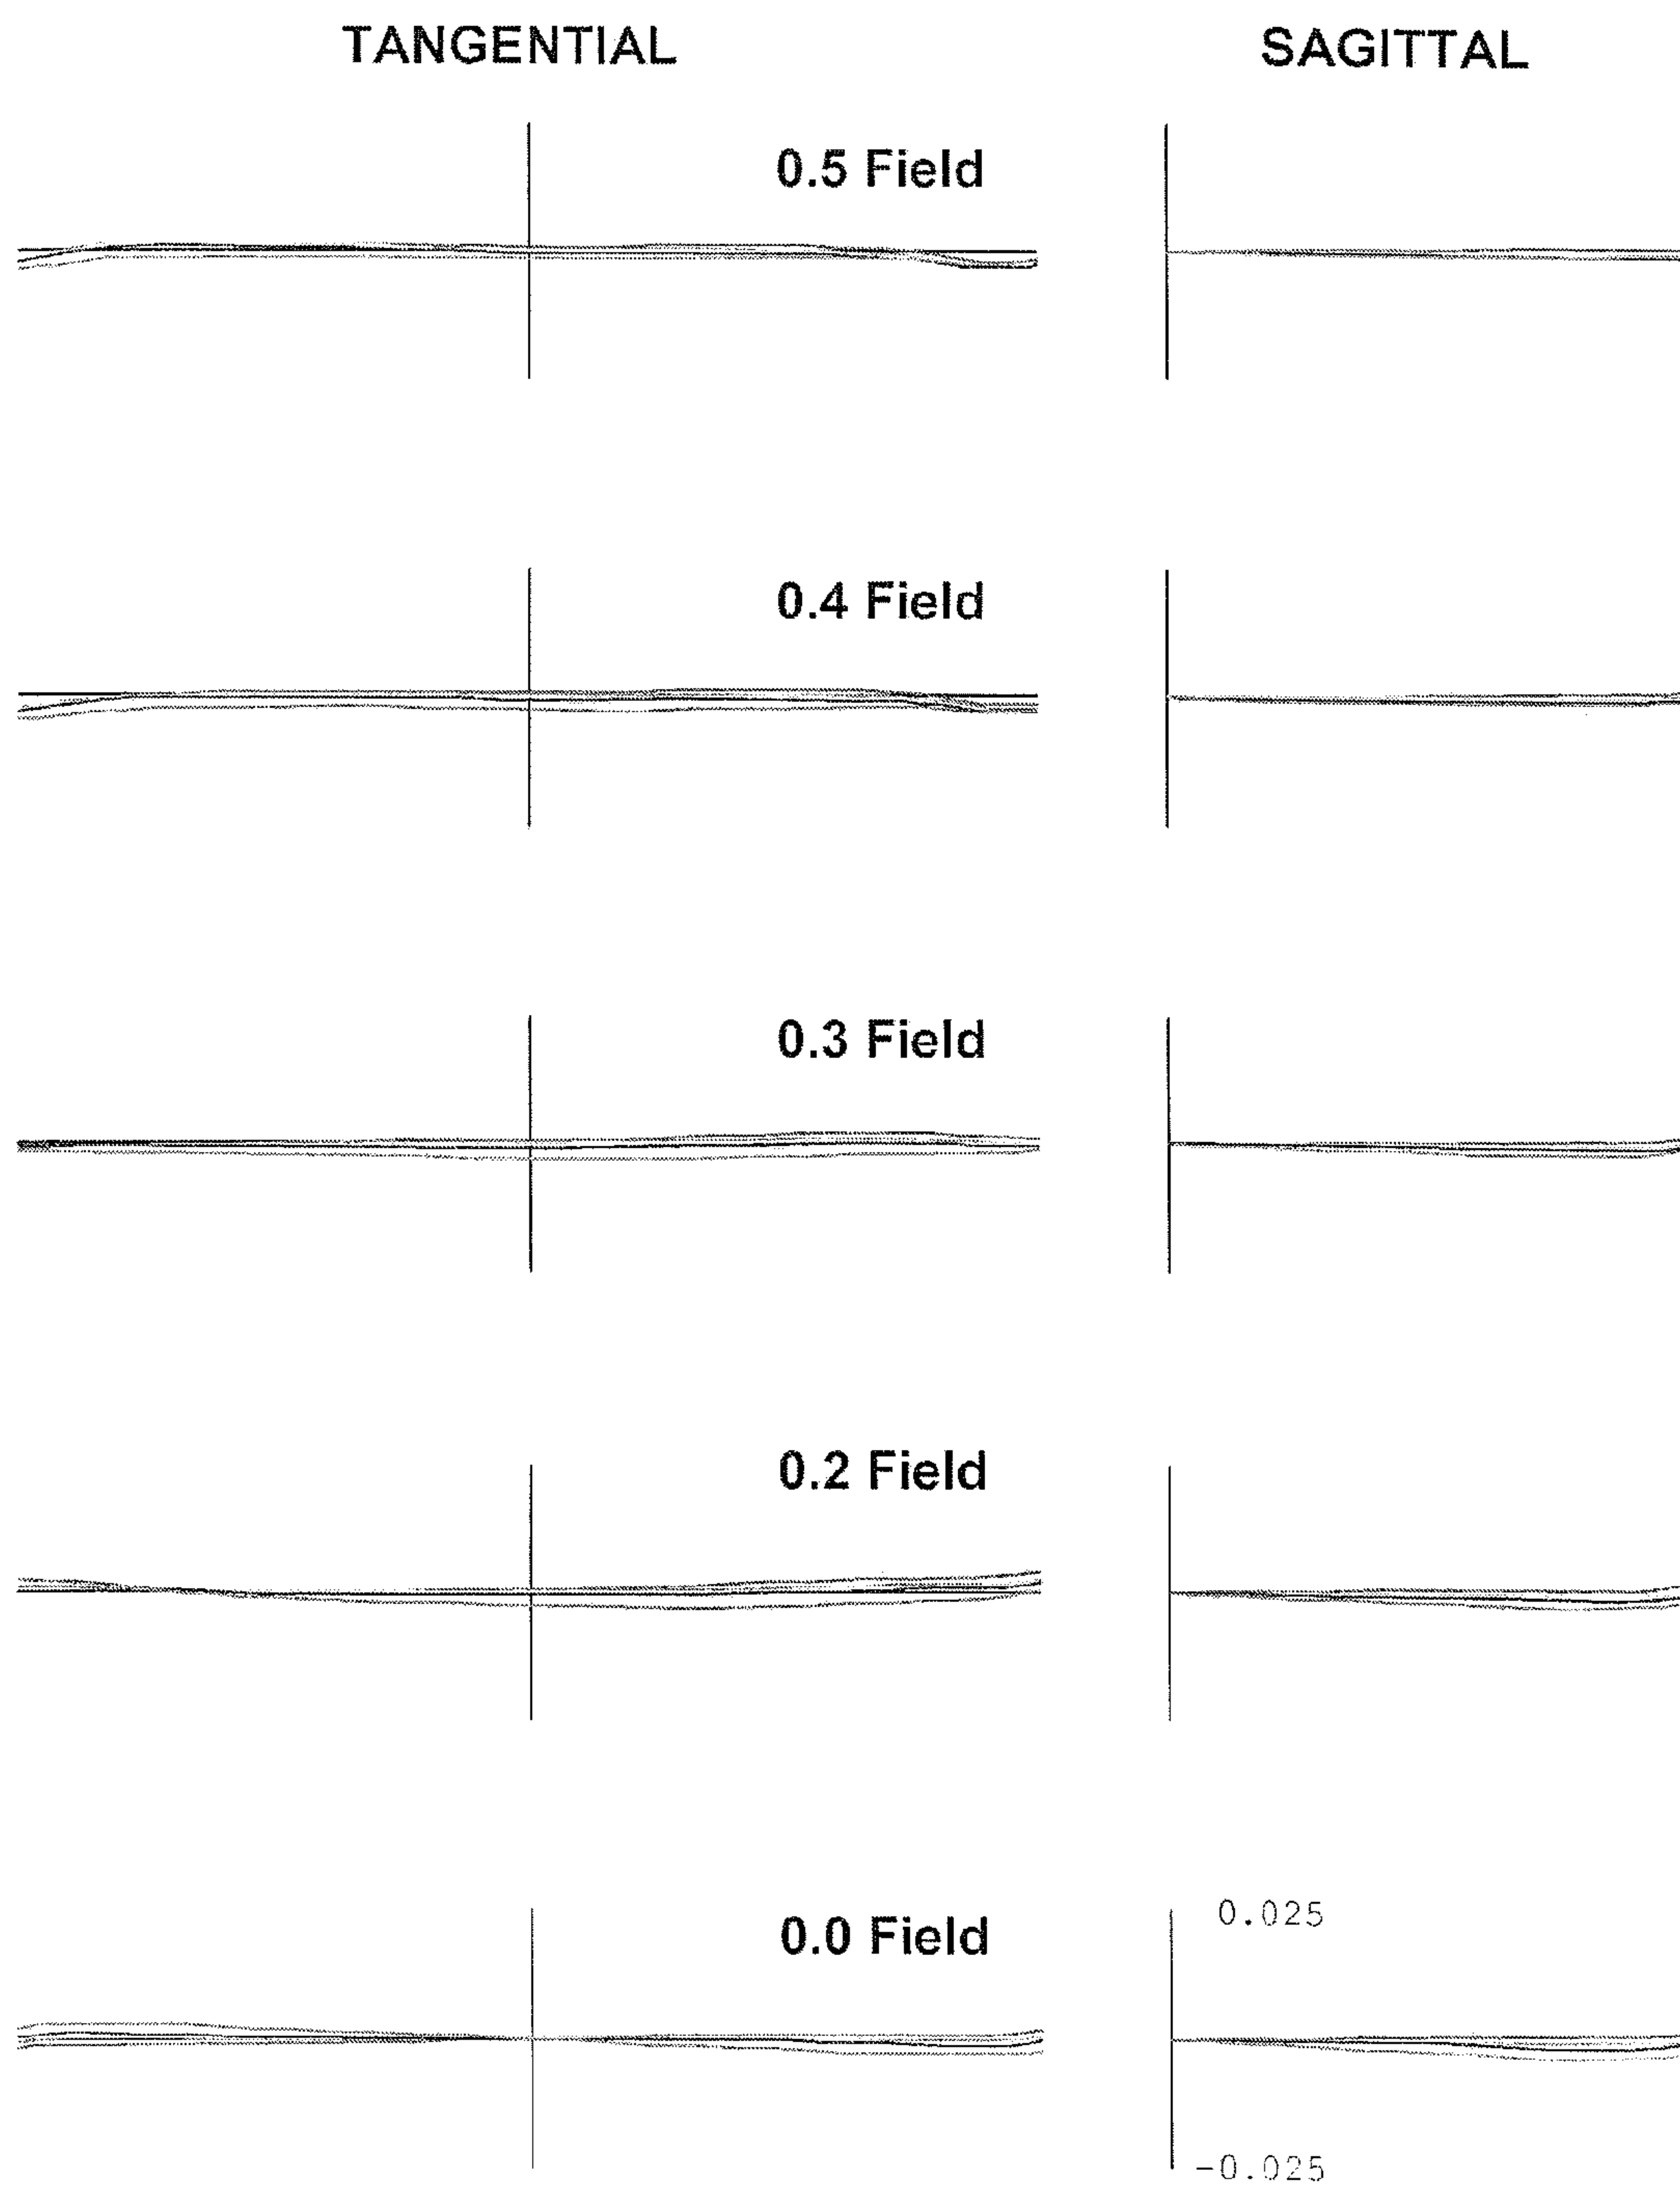 TANGENTIAL SAGITTAL
0.5 Field
0.4 Field
0.3 Field
0.2 Field
0.0 Field
0.025
-0.025